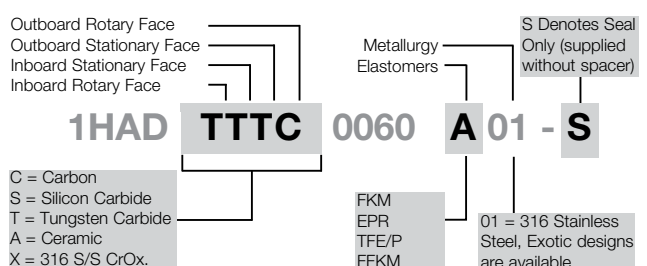 Outboard Rotary Face
Outboard Stationary Face
Inboard Stationary Face
Inboard Rotary Face
Metallurgy
Elastomers
S Denotes Seal
Only (supplied
without spacer)
1HAD TTTC 0060 A 01 - S
C = Carbon
S = Silicon Carbide
T = Tungsten Carbide
A = Ceramic
X = 316 S/S CrOx.
FKM
EPR
TFE/P
FFKM
01 = 316 Stainless
Steel, Exotic designs
are available